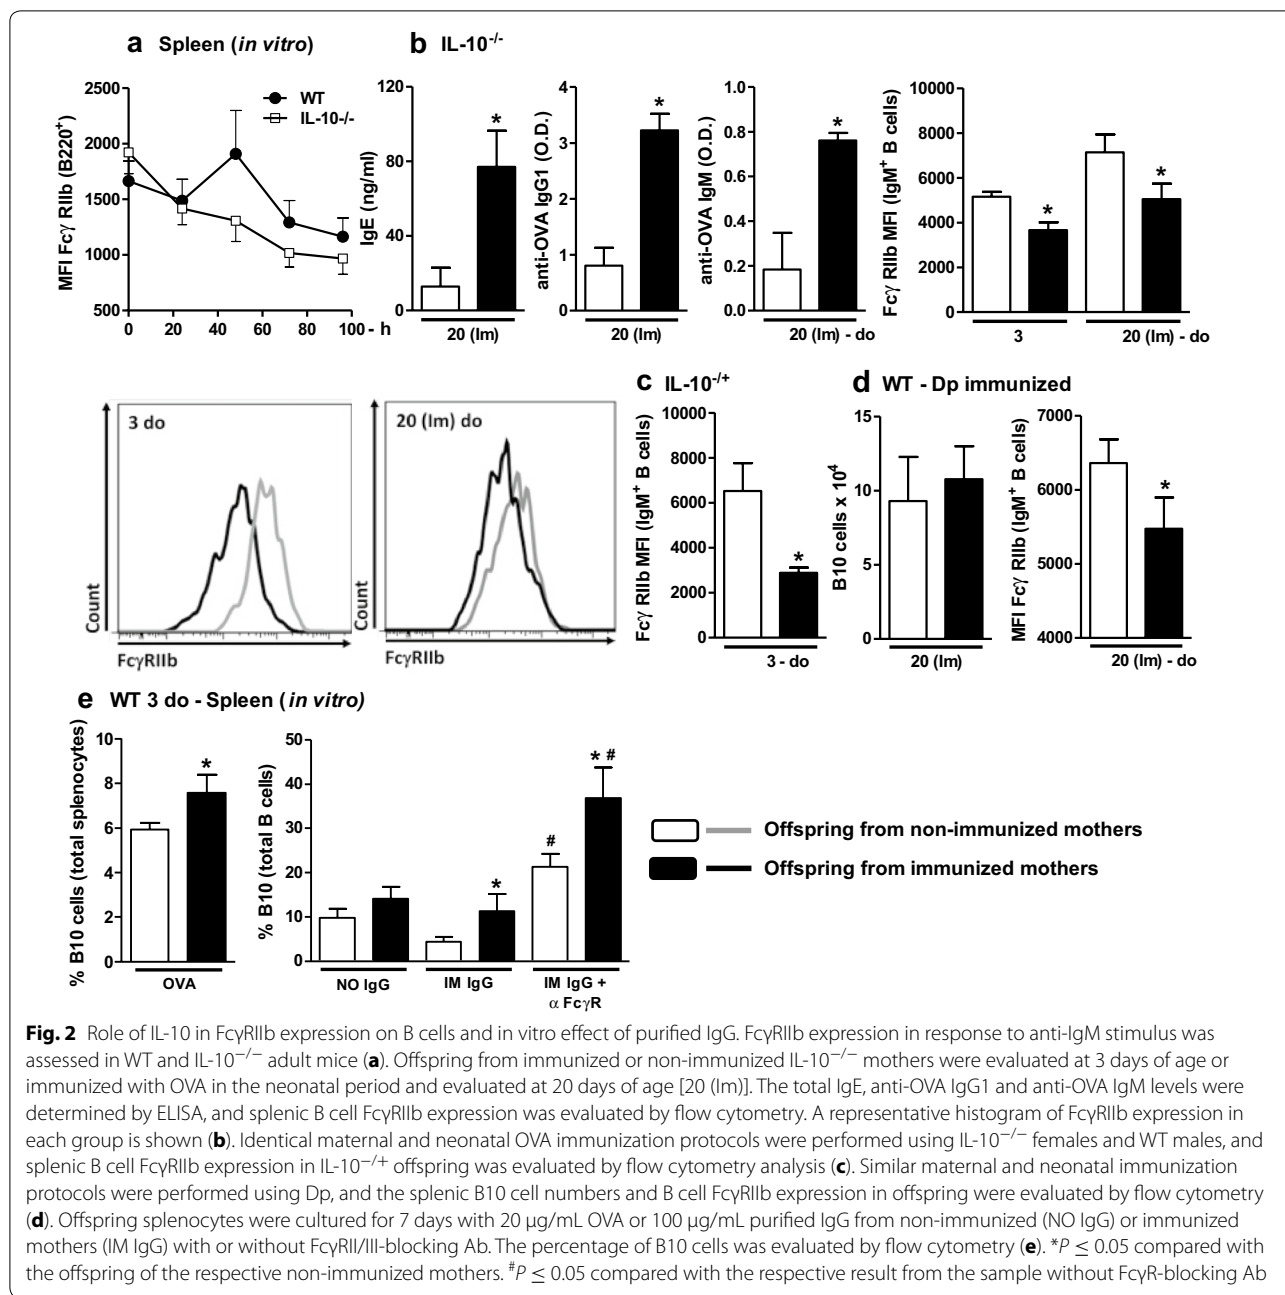 a Spleen (in vitro)
2500
2000
1500
1000
500
MFI Fcγ RIIb (B220⁺)
WT
IL-10-/-
0 20 40 60 80 100 - h
b IL-10⁻/⁻
120
80
40
0
IgE (ng/ml)
*
20 (Im)
4
3
2
1
0
anti-OVA IgG1 (O.D.)
*
20 (Im)
1.0
0.8
0.6
0.4
0.2
0.0
anti-OVA IgM (O.D.)
*
20 (Im) - do
10000
8000
6000
4000
2000
0
Fcγ RIIb MFI (IgM⁺ B cells)
*
*
3 20 (Im) - do
3 do
Count
FcγRIIb
20 (Im) do
Count
FcγRIIb
c IL-10⁻/⁺
10000
8000
6000
4000
2000
0
Fcγ RIIb MFI (IgM⁺ B cells)
*
3 - do
d WT - Dp immunized
15
10
5
0
B10 cells x 10⁴
20 (Im)
7000
6000
5000
4000
MFI Fcγ RIIb (IgM⁺ B cells)
*
20 (Im) - do
e WT 3 do - Spleen (in vitro)
10
8
6
4
2
0
% B10 cells (total splenocytes)
*
OVA
50
40
30
20
10
0
% B10 (total B cells)
*
#
* #
NO IgG IM IgG IM IgG +
α FcγR
Offspring from non-immunized mothers
Offspring from immunized mothers
Fig. 2 Role of IL-10 in FcγRIIb expression on B cells and in vitro effect of purified IgG. FcγRIIb expression in response to anti-IgM stimulus was
assessed in WT and IL-10⁻/⁻ adult mice (a). Offspring from immunized or non-immunized IL-10⁻/⁻ mothers were evaluated at 3 days of age or
immunized with OVA in the neonatal period and evaluated at 20 days of age [20 (Im)]. The total IgE, anti-OVA IgG1 and anti-OVA IgM levels were
determined by ELISA, and splenic B cell FcγRIIb expression was evaluated by flow cytometry. A representative histogram of FcγRIIb expression in
each group is shown (b). Identical maternal and neonatal OVA immunization protocols were performed using IL-10⁻/⁻ females and WT males, and
splenic B cell FcγRIIb expression in IL-10⁻/⁺ offspring was evaluated by flow cytometry analysis (c). Similar maternal and neonatal immunization
protocols were performed using Dp, and the splenic B10 cell numbers and B cell FcγRIIb expression in offspring were evaluated by flow cytometry
(d). Offspring splenocytes were cultured for 7 days with 20 µg/mL OVA or 100 µg/mL purified IgG from non-immunized (NO IgG) or immunized
mothers (IM IgG) with or without FcγRII/III-blocking Ab. The percentage of B10 cells was evaluated by flow cytometry (e). *P ≤ 0.05 compared with
the offspring of the respective non-immunized mothers. #P ≤ 0.05 compared with the respective result from the sample without FcγR-blocking Ab